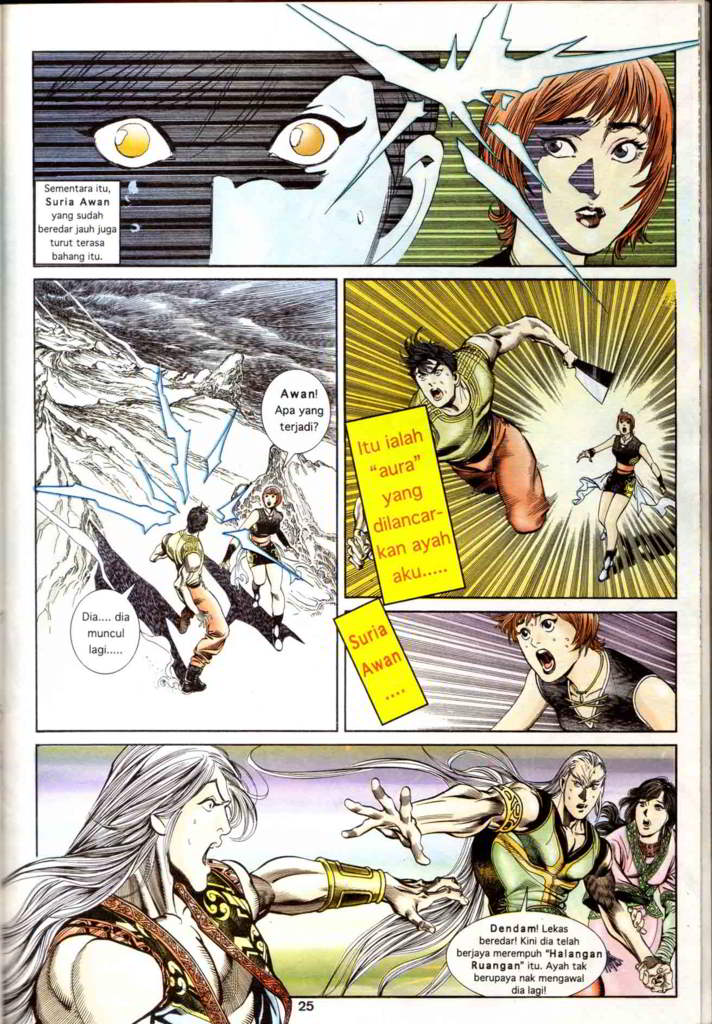 Sementara itu,
Suria Awan
yang sudah
beredar jauh juga
turut terasa
bahang itu.
Awan!
Apa yang
terjadi?
Dia.... dia
muncul
lagi.....
Itu ialah
"aura"
yang
dilancar-
kan ayah
aku.....
Suria
Awan
....
Dendam! Lekas
beredar! Kini dia telah
berjaya merempuh "Halangan
Ruangan" itu. Ayah tak
berupaya nak mengawal
dia lagi!
25